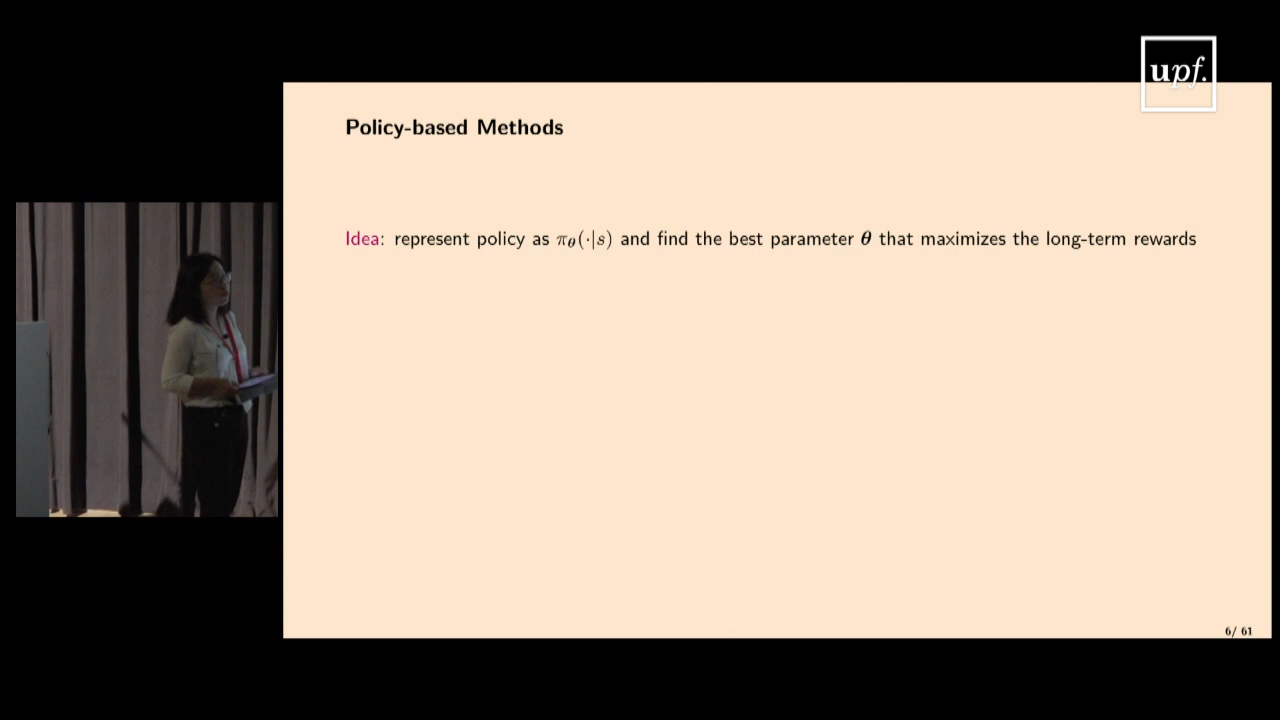 upf.
Policy-based Methods
Idea: represent policy as π_θ(·|s) and find the best parameter θ that maximizes the long-term rewards
6/ 61